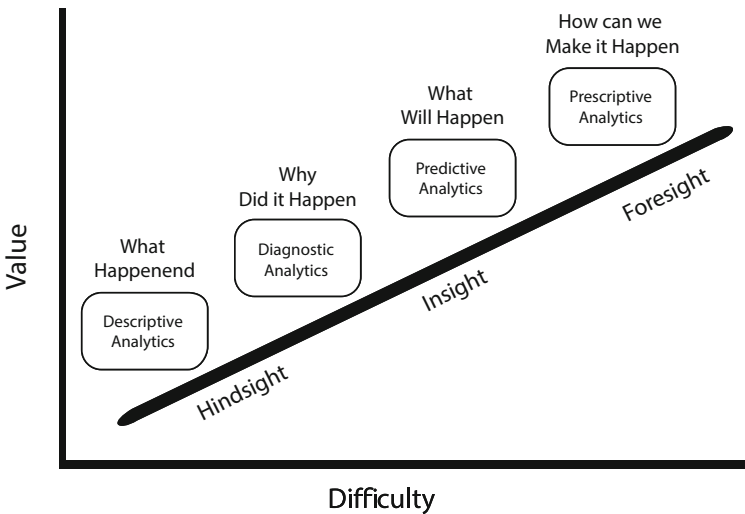 How can we
Make it Happen
Prescriptive
Analytics
What
Will Happen
Predictive
Analytics
Why
Did it Happen
Diagnostic
Analytics
What
Happenend
Descriptive
Analytics
Value
Hindsight
Insight
Foresight
Difficulty